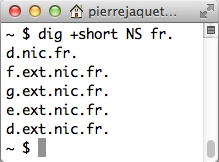 pierrejaquet...
~ $ dig +short NS fr.
d.nic.fr.
f.ext.nic.fr.
g.ext.nic.fr.
e.ext.nic.fr.
d.ext.nic.fr.
~ $